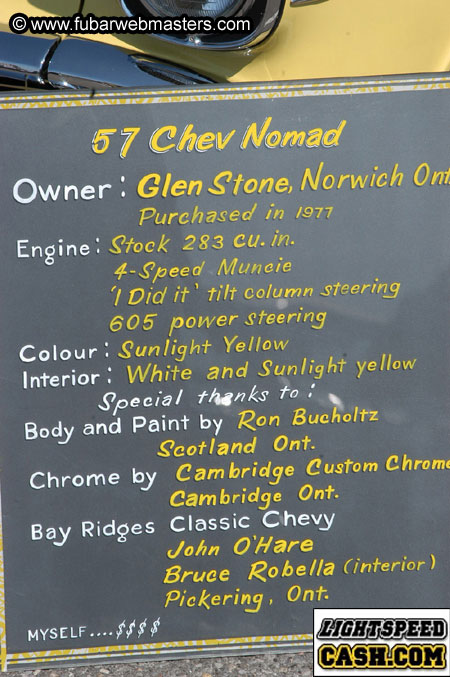 © www.fubarwebmasters.com
57 Chev Nomad
Owner: Glen Stone, Norwich Ont
Purchased in 1977
Engine: Stock 283 cu. in.
4-Speed Muncie
'I Did it' tilt column steering
605 power steering
Colour: Sunlight Yellow
Interior: White and Sunlight yellow
Special thanks to:
Body and Paint by Ron Bucholtz
Scotland Ont.
Chrome by Cambridge Custom Chrome
Cambridge Ont.
Bay Ridges Classic Chevy
John O'Hare
Bruce Robella (interior)
Pickering, Ont.
MYSELF....$$$$
LIGHTSPEED
CASH.COM